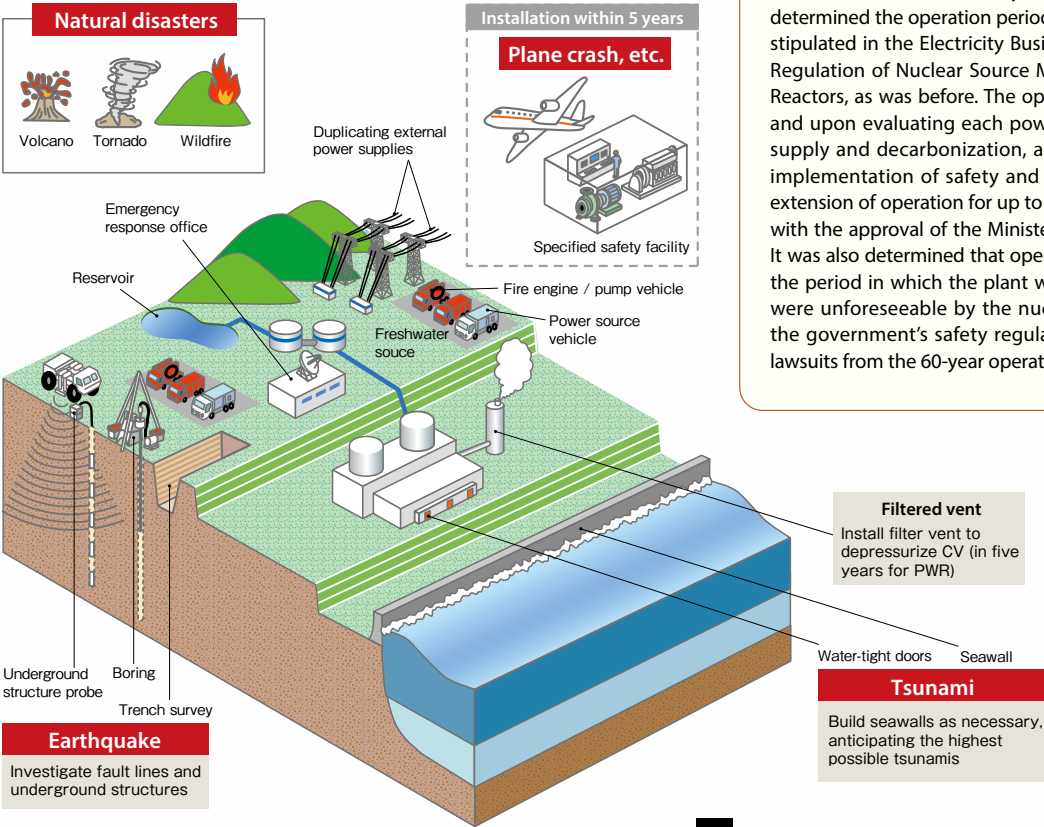 Natural disasters
Volcano
Tornado
Wildfire
Installation within 5 years
Plane crash, etc.
Specified safety facility
determined the operation period
stipulated in the Electricity Busi
Regulation of Nuclear Source M
Reactors, as was before. The op
and upon evaluating each pow
supply and decarbonization, a
implementation of safety and
extension of operation for up to
with the approval of the Ministe
It was also determined that oper
the period in which the plant w
were unforeseeable by the nuc
the government's safety regula
lawsuits from the 60-year operat
Duplicating external
power supplies
Emergency
response office
Reservoir
Fire engine / pump vehicle
Power source
vehicle
Freshwater
souce
Filtered vent
Install filter vent to
depressurize CV (in five
years for PWR)
Water-tight doors
Seawall
Tsunami
Build seawalls as necessary,
anticipating the highest
possible tsunamis
Underground
structure probe
Boring
Trench survey
Earthquake
Investigate fault lines and
underground structures